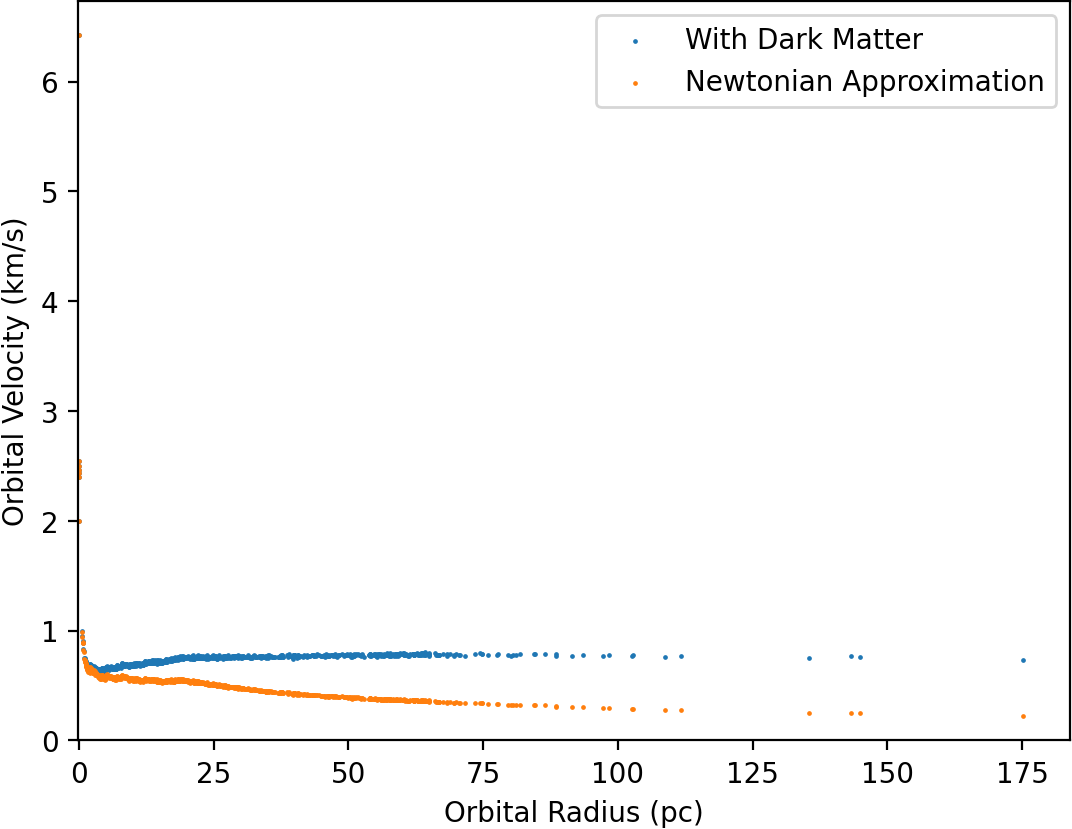 With Dark Matter
Newtonian Approximation
6
5
4
3
2
1
0
Orbital Velocity (km/s)
0 25 50 75 100 125 150 175
Orbital Radius (pc)